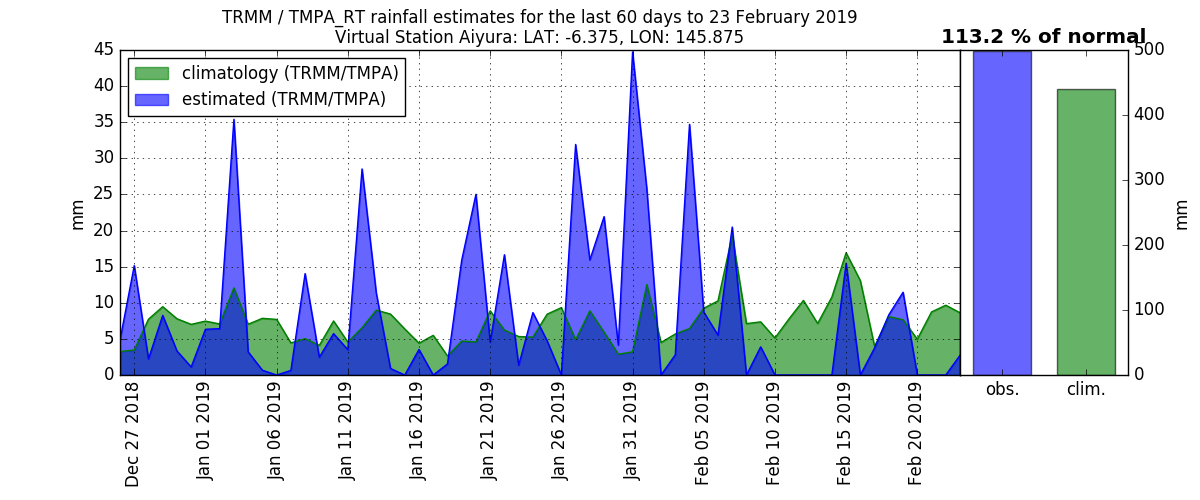 TRMM / TMPA_RT rainfall estimates for the last 60 days to 23 February 2019
Virtual Station Aiyura: LAT: -6.375, LON: 145.875
113.2 % of normal
climatology (TRMM/TMPA)
estimated (TRMM/TMPA)
45
40
35
30
25
20
15
10
5
0
mm
Dec 27 2018
Jan 01 2019
Jan 06 2019
Jan 11 2019
Jan 16 2019
Jan 21 2019
Jan 26 2019
Jan 31 2019
Feb 05 2019
Feb 10 2019
Feb 15 2019
Feb 20 2019
obs.
clim.
500
400
300
200
100
0
mm